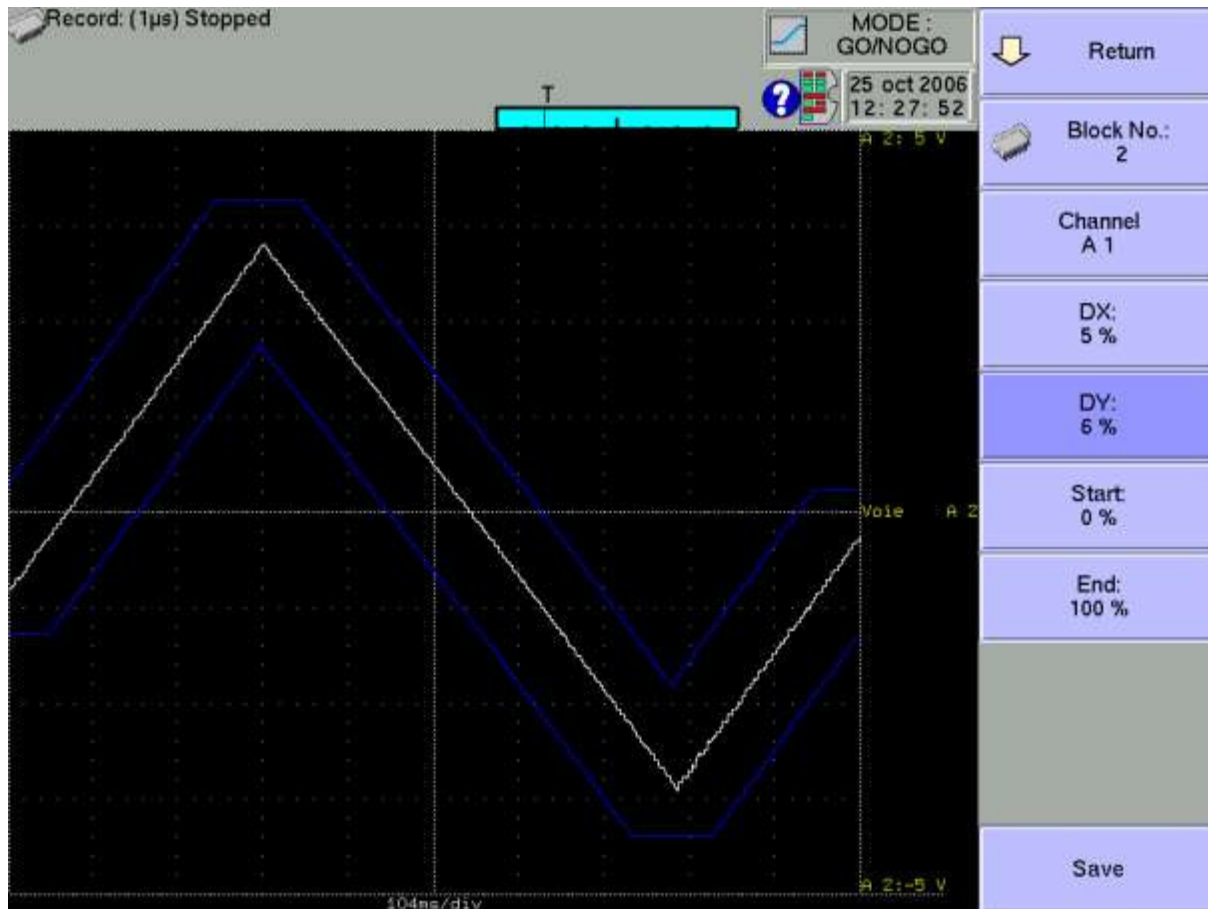 Record: (1µs) Stopped
MODE :
GO/NOGO
T
?
25 oct 2006
12: 27: 52
A 2: 5 V
Voie A 2
A 2:-5 V
104ms/div
Return
Block No.:
2
Channel
A 1
DX:
5 %
DY:
6 %
Start:
0 %
End:
100 %
Save